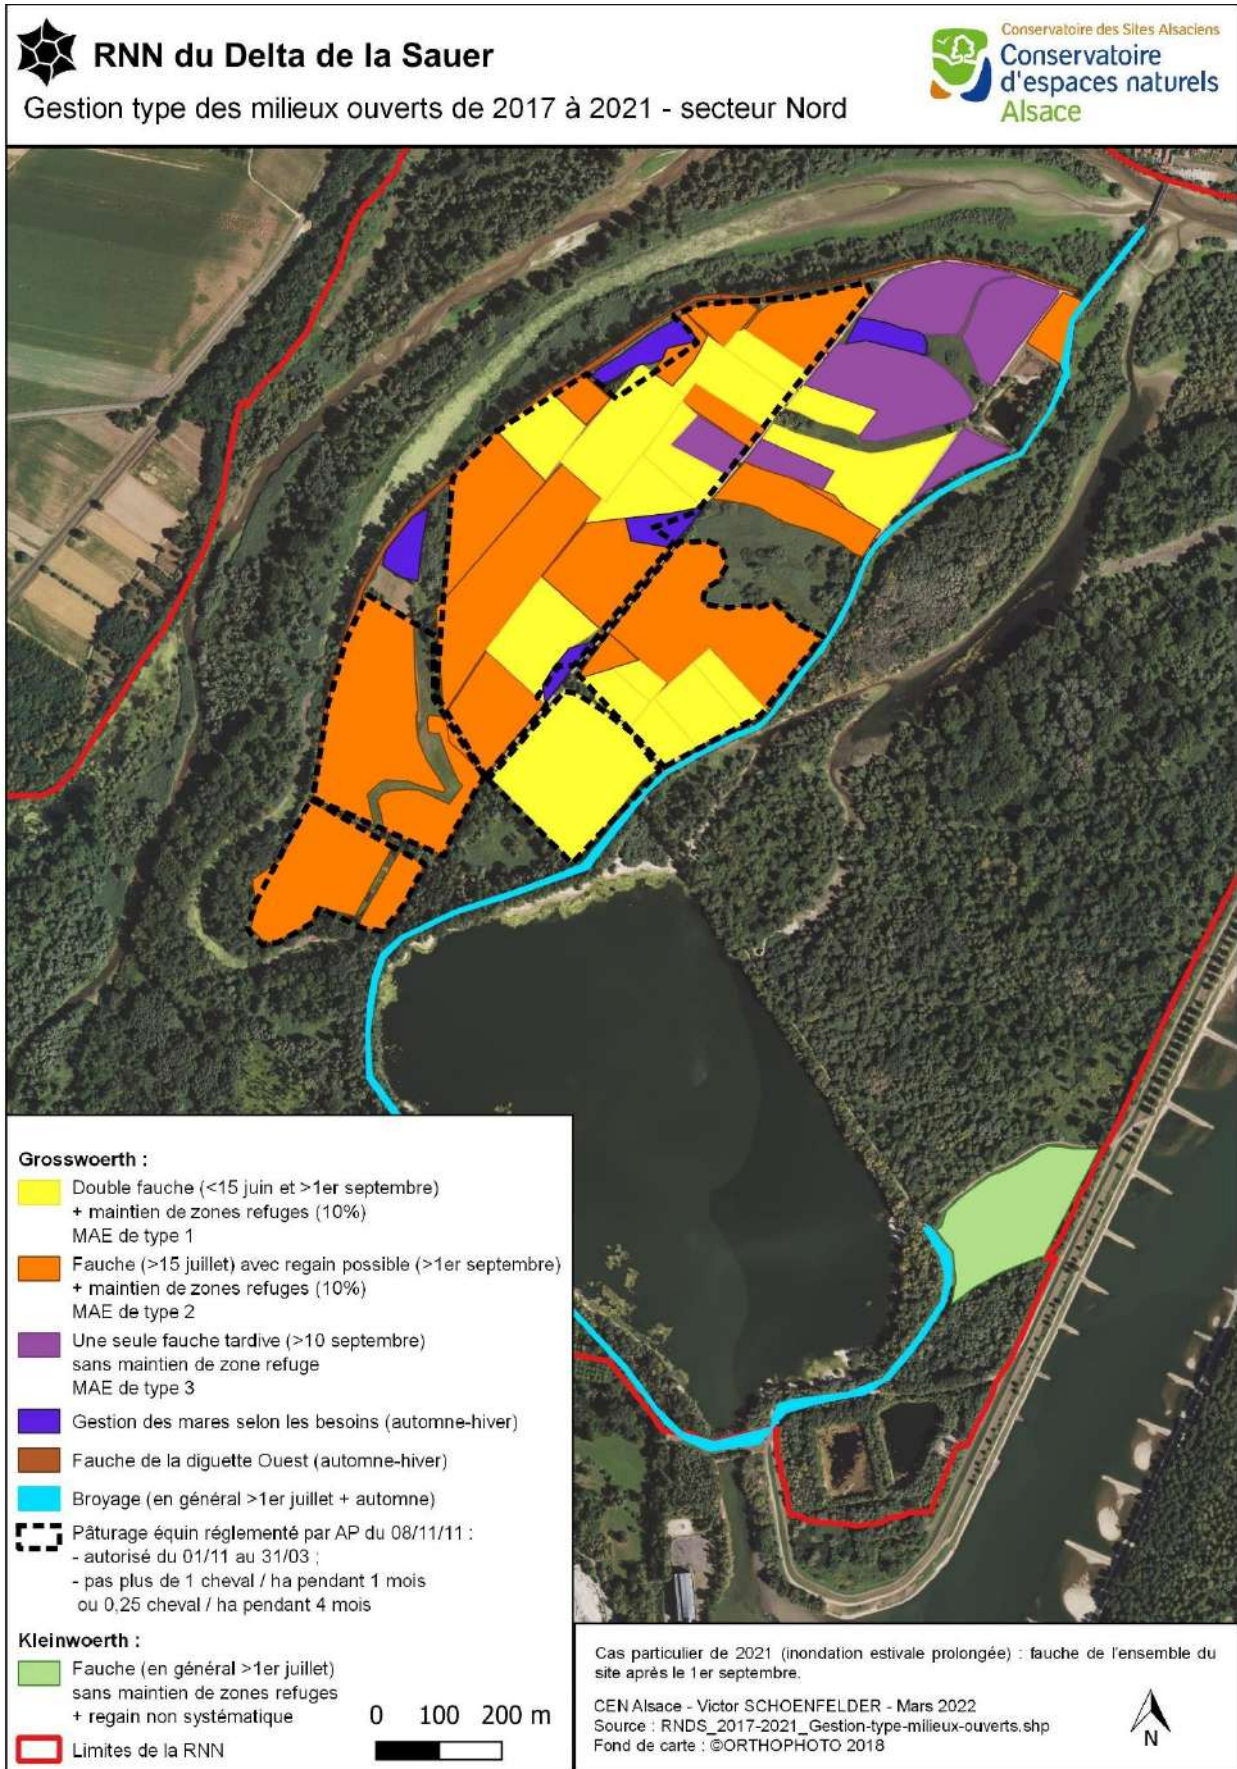 RNN du Delta de la Sauer
Gestion type des milieux ouverts de 2017 à 2021 - secteur Nord
Conservatoire des Sites Alsaciens
Conservatoire
d'espaces naturels
Alsace
Grosswoerth :
Double fauche (<15 juin et >1er septembre)
+ maintien de zones refuges (10%)
MAE de type 1
Fauche (>15 juillet) avec regain possible (>1er septembre)
+ maintien de zones refuges (10%)
MAE de type 2
Une seule fauche tardive (>10 septembre)
sans maintien de zone refuge
MAE de type 3
Gestion des mares selon les besoins (automne-hiver)
Fauche de la diguette Ouest (automne-hiver)
Broyage (en général >1er juillet + automne)
Pâturage équin réglementé par AP du 08/11/11 :
- autorisé du 01/11 au 31/03 ;
- pas plus de 1 cheval / ha pendant 1 mois
ou 0,25 cheval / ha pendant 4 mois
Kleinwoerth :
Fauche (en général >1er juillet)
sans maintien de zones refuges
+ regain non systématique
Limites de la RNN
0 100 200 m
Cas particulier de 2021 (inondation estivale prolongée) : fauche de l'ensemble du
site après le 1er septembre.
CEN Alsace - Victor SCHOENFELDER - Mars 2022
Source : RNDS_2017-2021_Gestion-type-milieux-ouverts.shp
Fond de carte : ©ORTHOPHOTO 2018
N